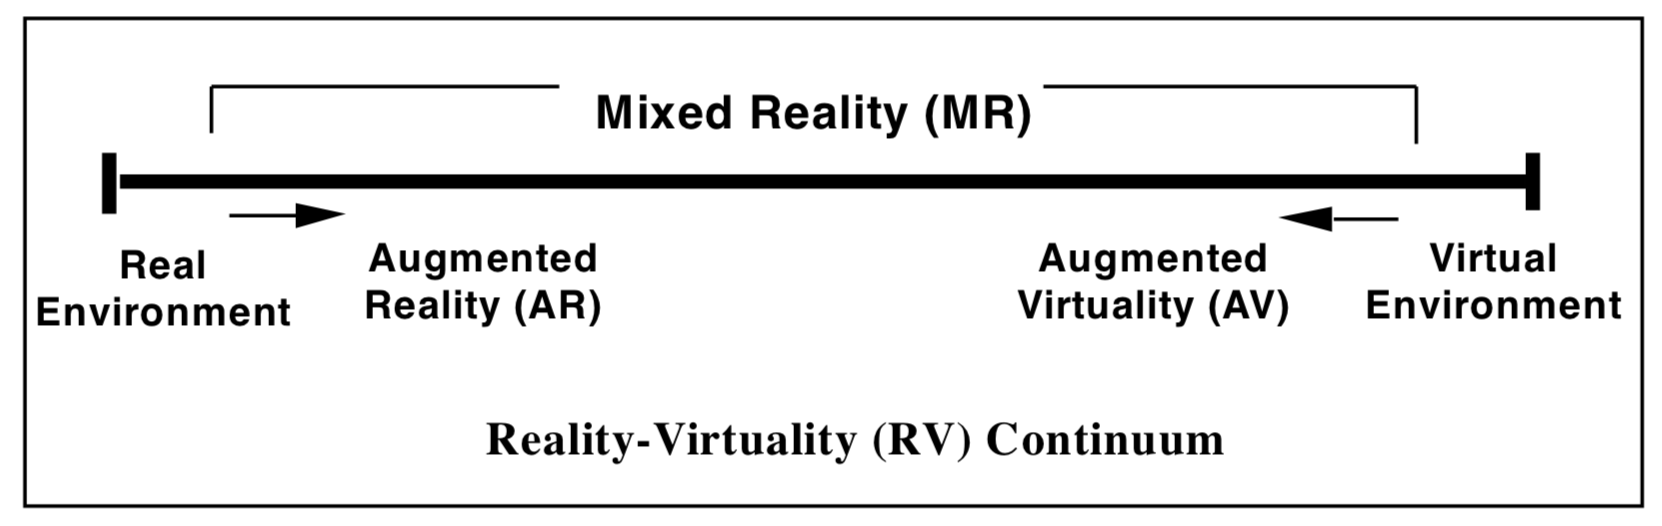 Mixed Reality (MR)
Real
Environment
Augmented
Reality (AR)
Augmented
Virtuality (AV)
Virtual
Environment
Reality-Virtuality (RV) Continuum